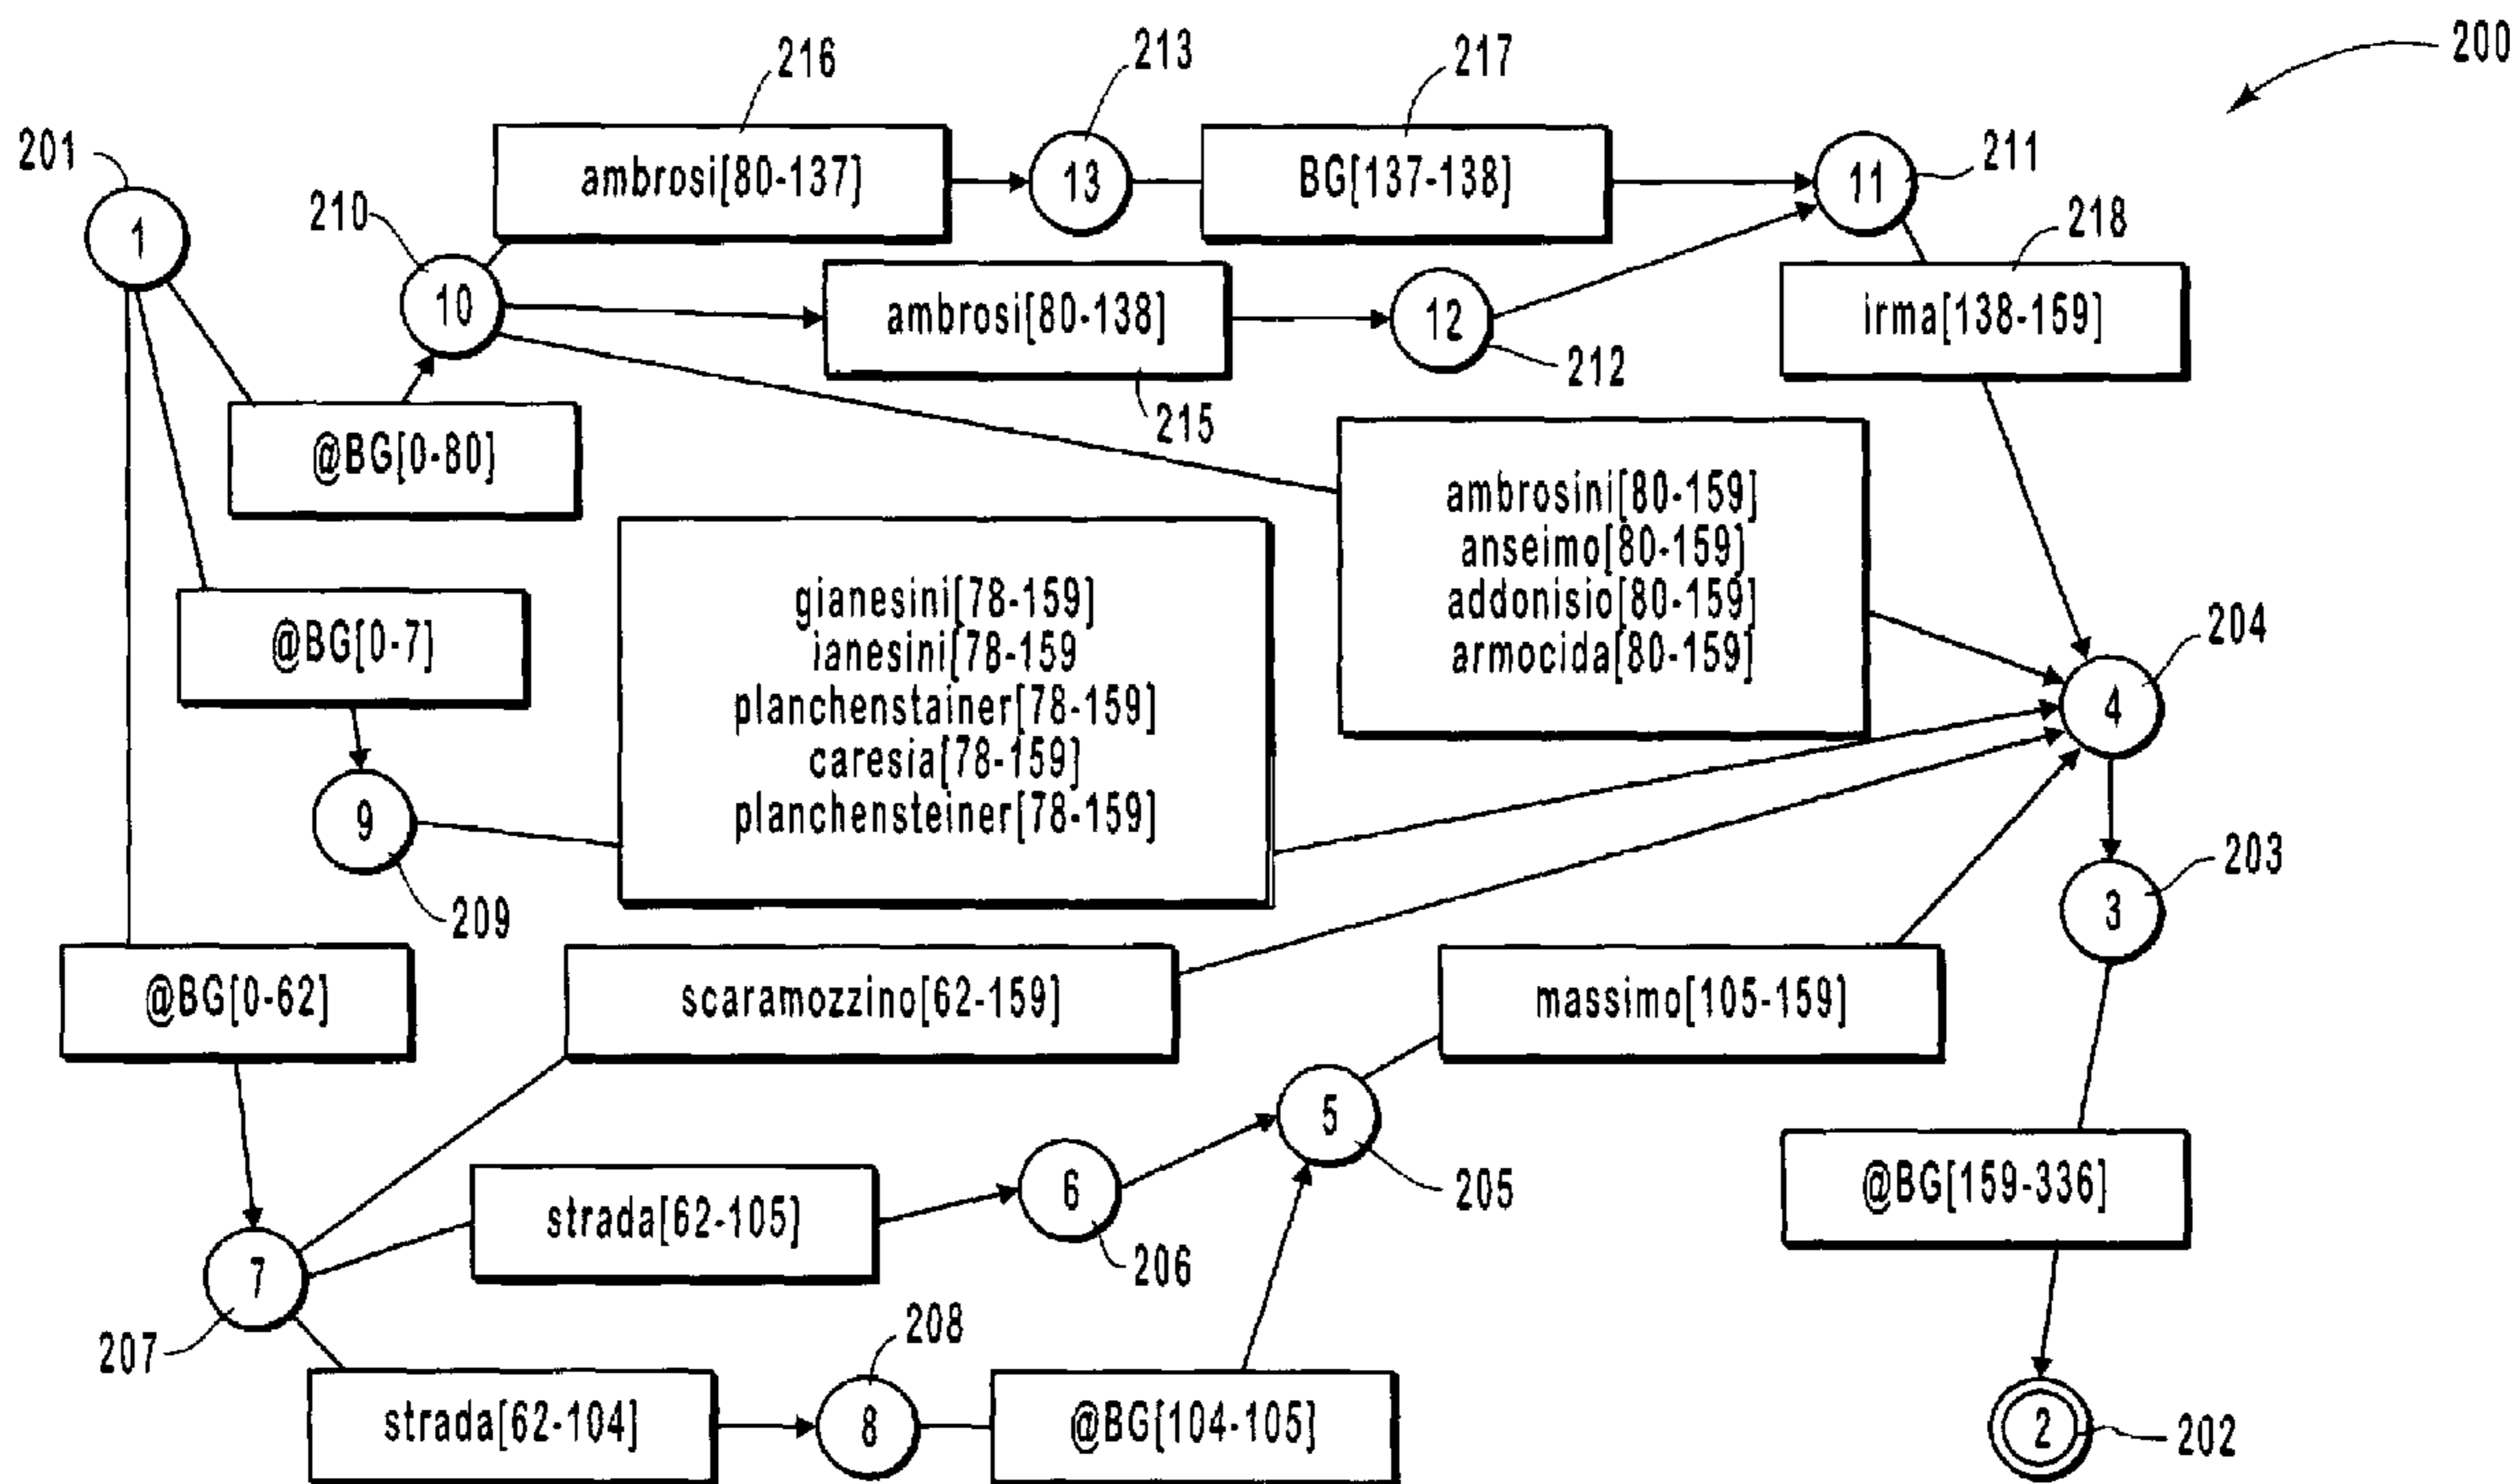 200
216
213
217
201
211
ambrosi[80-137]
13
BG[137-138]
11
1
210
218
10
ambrosi[80-138]
12
irma[138-159]
212
215
@BG[0-80]
ambrosini[80-159]
anseimo[80-159]
addonisio[80-159]
armocida[80-159]
gianesini[78-159]
ianesini[78-159
planchenstainer[78-159]
caresia[78-159]
planchensteiner[78-159]
@BG[0-7]
204
4
9
209
203
3
@BG[0-62]
scaramozzino[62-159]
massimo[105-159]
5
205
6
206
strada[62-105]
@BG[159-336]
7
207
208
strada[62-104]
8
@BG[104-105]
2
202